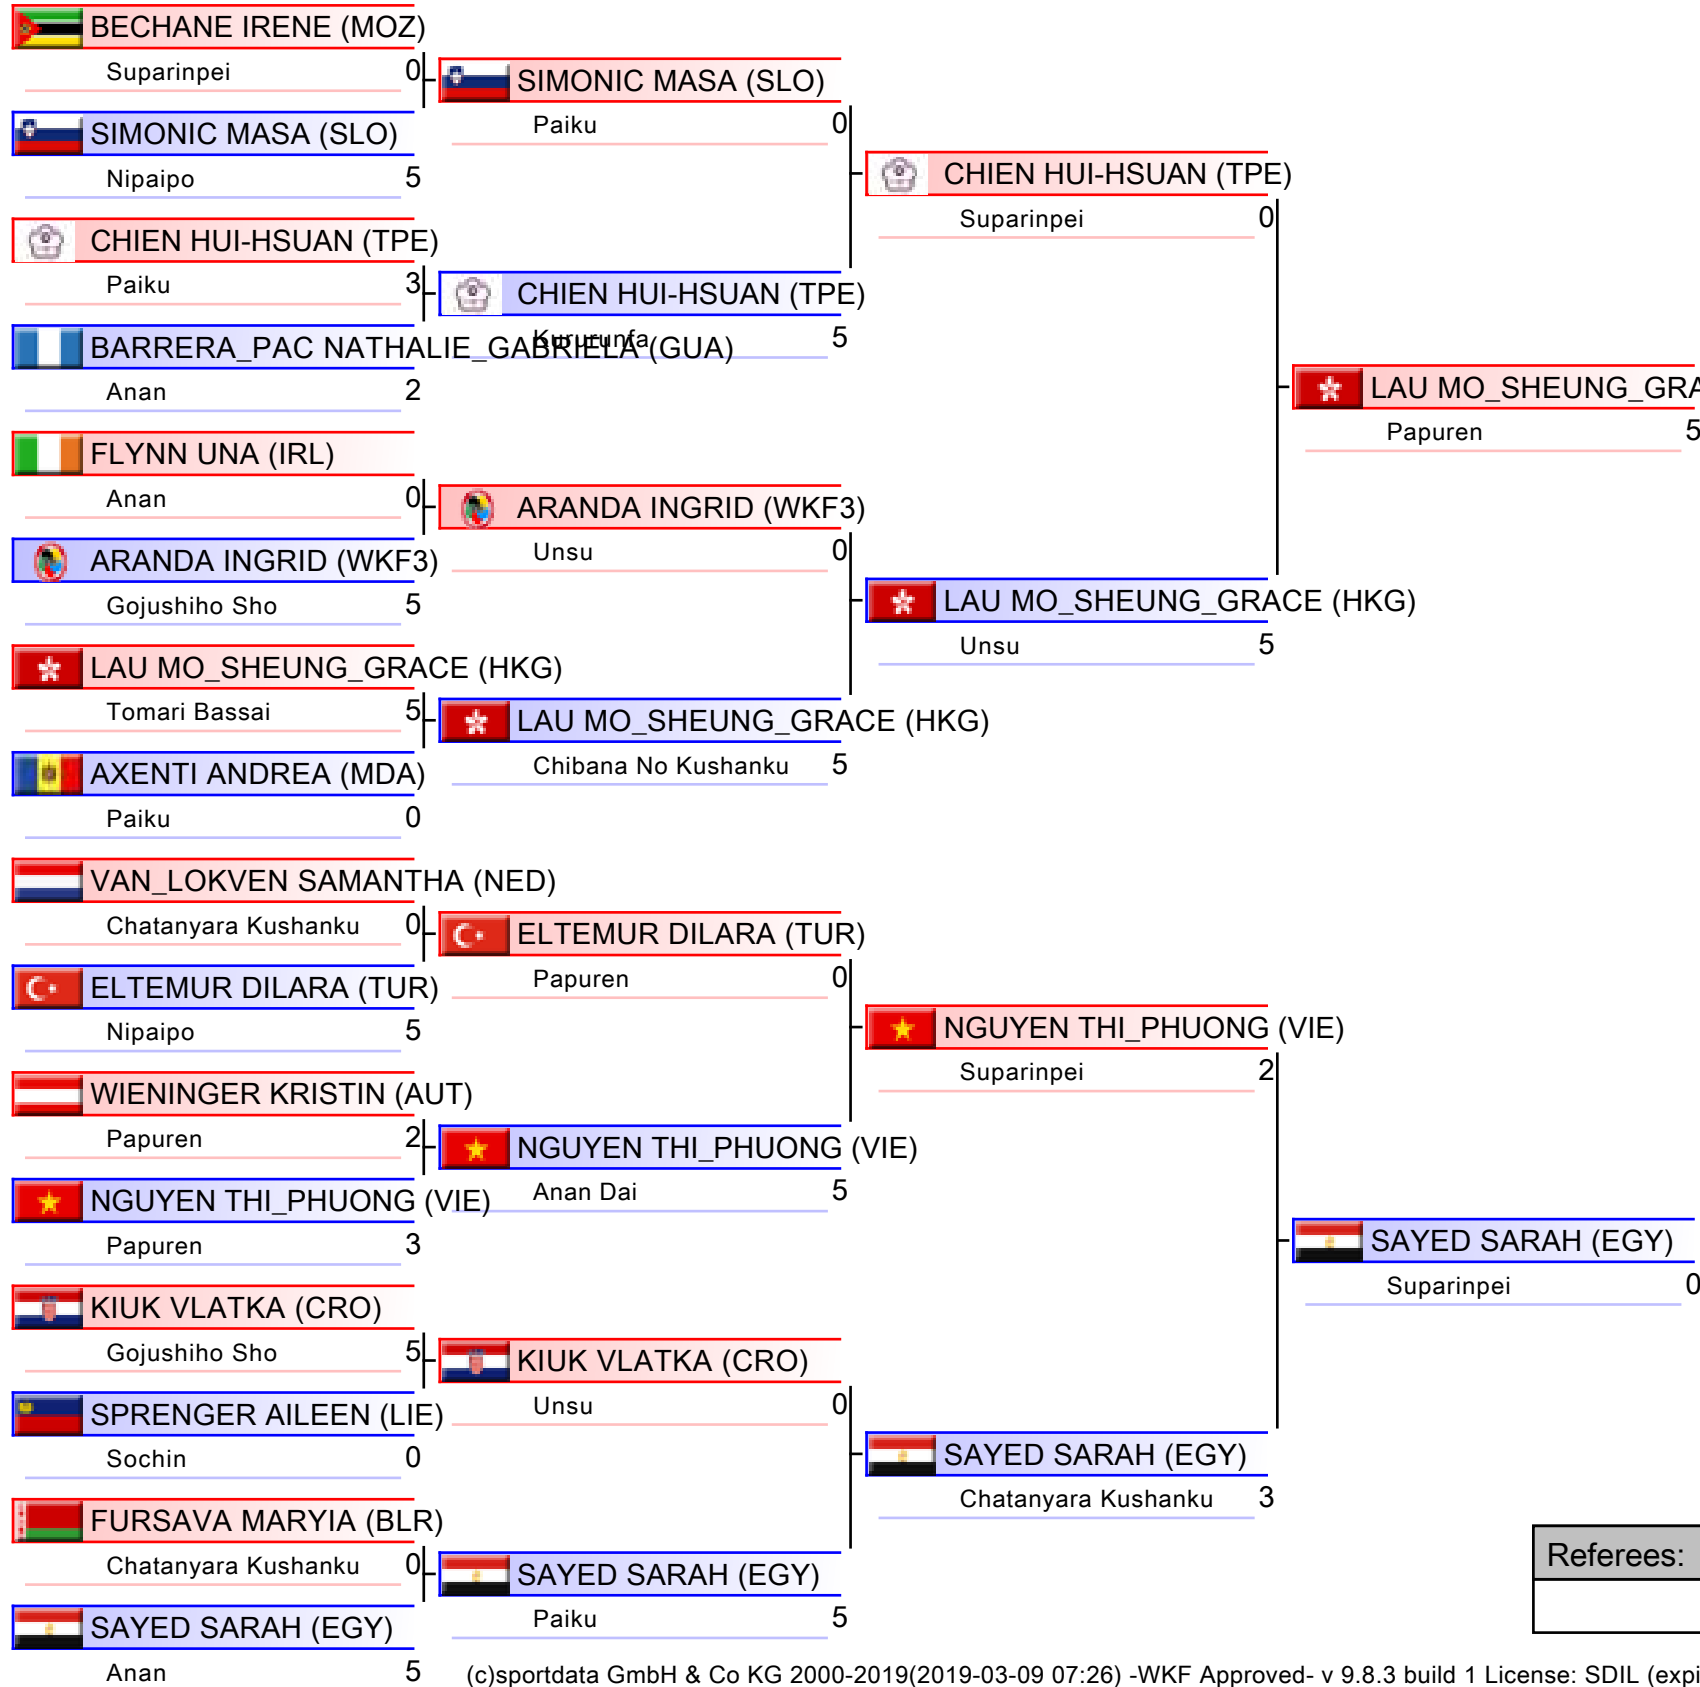 BECHANE IRENE (MOZ)
Suparinpei 0
SIMONIC MASA (SLO)
Nipaipo 5
CHIEN HUI-HSUAN (TPE)
Paiku 3
BARRERA_PAC NATHALIE_GABRIELA (GUA)
Anan 2
FLYNN UNA (IRL)
Anan 0
ARANDA INGRID (WKF3)
Gojushiho Sho 5
LAU MO_SHEUNG_GRACE (HKG)
Tomari Bassai 5
AXENTI ANDREA (MDA)
Paiku 0
VAN_LOKVEN SAMANTHA (NED)
Chatanyara Kushanku 0
ELTEMUR DILARA (TUR)
Nipaipo 5
WIENINGER KRISTIN (AUT)
Papuren 2
NGUYEN THI_PHUONG (VIE)
Papuren 3
KIUK VLATKA (CRO)
Gojushiho Sho 5
SPRENGER AILEEN (LIE)
Sochin 0
FURSAVA MARYIA (BLR)
Chatanyara Kushanku 0
SAYED SARAH (EGY)
Anan 5
SIMONIC MASA (SLO)
Paiku 0
CHIEN HUI-HSUAN (TPE)
Kururunfa 5
ARANDA INGRID (WKF3)
Unsu 0
LAU MO_SHEUNG_GRACE (HKG)
Chibana No Kushanku 5
ELTEMUR DILARA (TUR)
Papuren 0
NGUYEN THI_PHUONG (VIE)
Anan Dai 5
KIUK VLATKA (CRO)
Unsu 0
SAYED SARAH (EGY)
Paiku 5
CHIEN HUI-HSUAN (TPE)
Suparinpei 0
LAU MO_SHEUNG_GRACE (HKG)
Unsu 5
NGUYEN THI_PHUONG (VIE)
Suparinpei 2
SAYED SARAH (EGY)
Chatanyara Kushanku 3
LAU MO_SHEUNG_GRA
Papuren 5
SAYED SARAH (EGY)
Suparinpei 0
Referees:
(c)sportdata GmbH & Co KG 2000-2019(2019-03-09 07:26) -WKF Approved- v 9.8.3 build 1 License: SDIL (expi